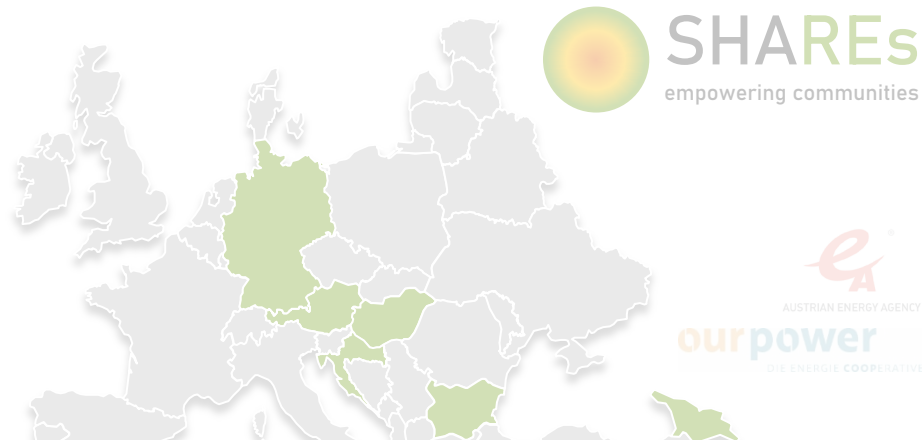 SHAREs
empowering communities
AUSTRIAN ENERGY AGENCY
ourpower
DIE ENERGIE COOPERATIVE